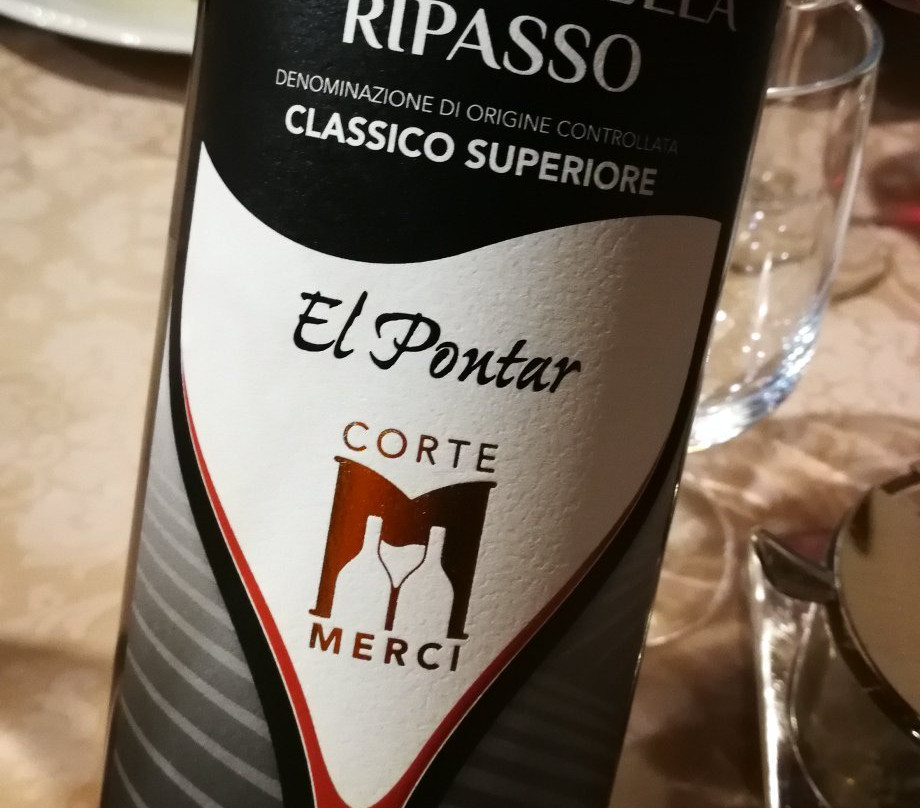 RIPASSO
DENOMINAZIONE DI ORIGINE CONTROLLATA
CLASSICO SUPERIORE
El Pontar
CORTE
M
MERCI